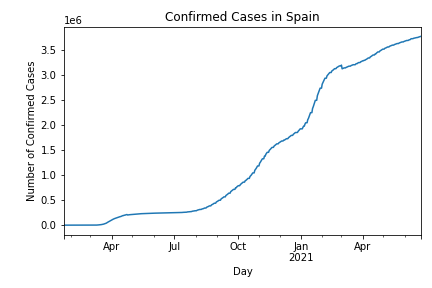 Confirmed Cases in Spain
1e6
3.5
3.0
2.5
2.0
1.5
1.0
0.5
0.0
Number of Confirmed Cases
Apr Jul Oct Jan Apr
2021
Day